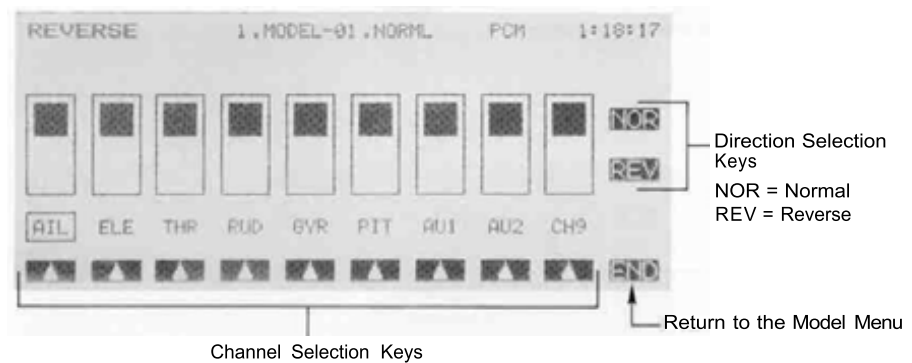 REVERSE 1.MODEL-01.NORML PCM 1:18:17
NOR
REV
Direction Selection
Keys
NOR = Normal
REV = Reverse
AIL ELE THR RUD GYR PIT AU1 AU2 CH9
END
Return to the Model Menu
Channel Selection Keys